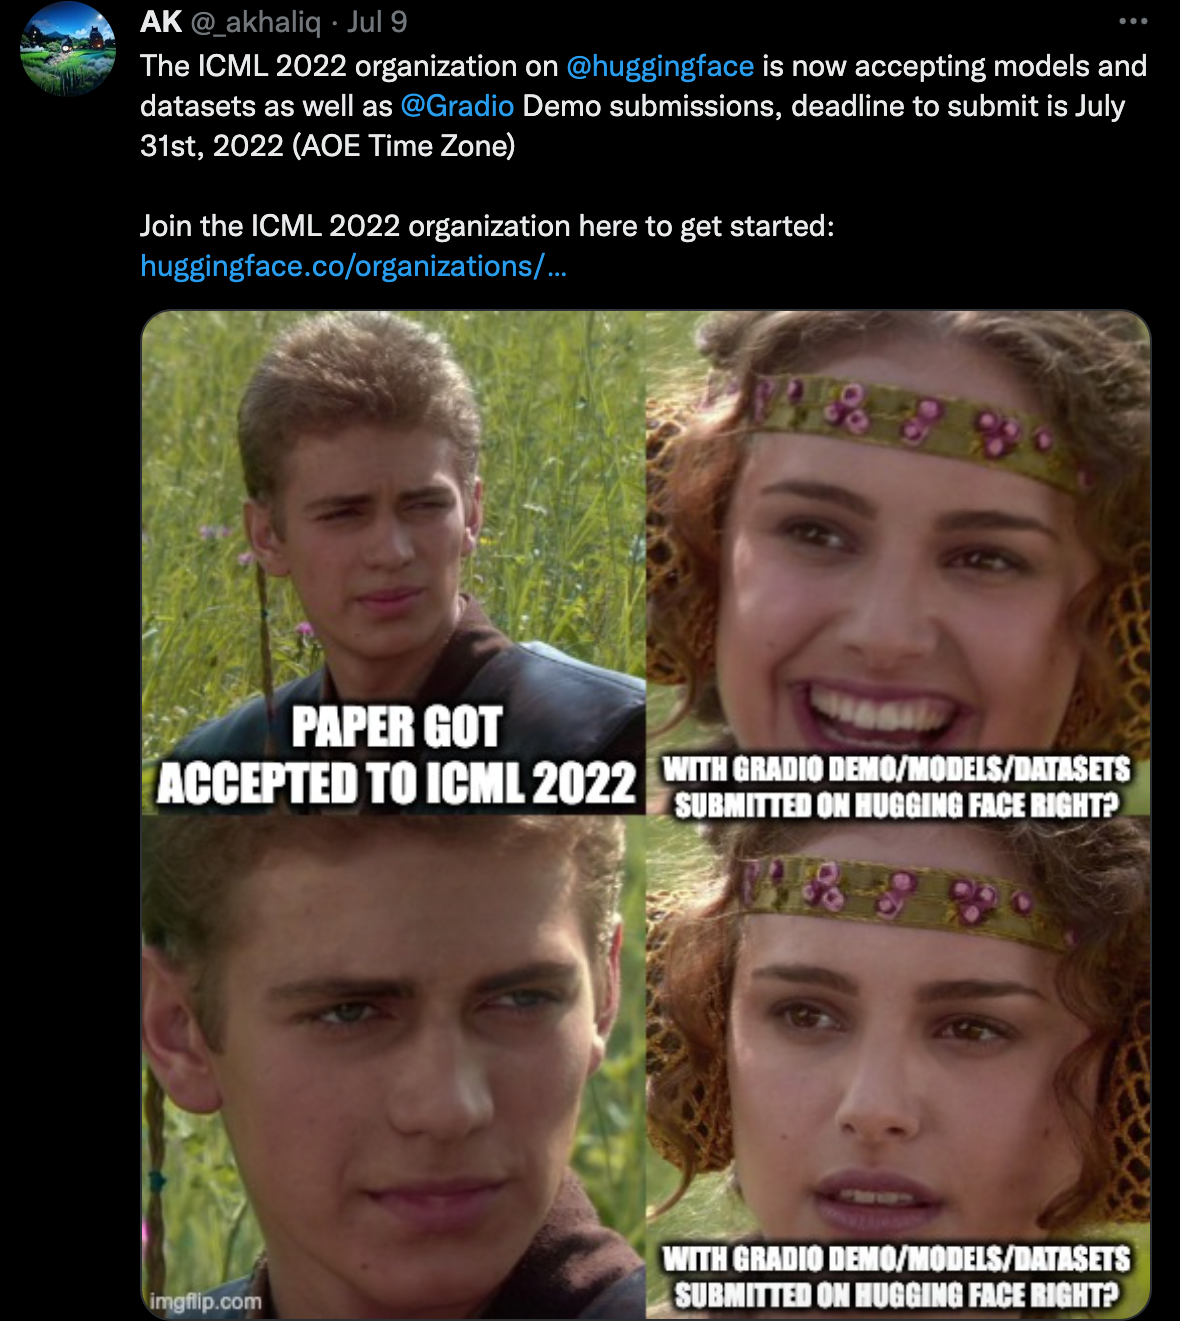 AK @_akhaliq · Jul 9
The ICML 2022 organization on @huggingface is now accepting models and
datasets as well as @Gradio Demo submissions, deadline to submit is July
31st, 2022 (AOE Time Zone)
Join the ICML 2022 organization here to get started:
huggingface.co/organizations/...
PAPER GOT
ACCEPTED TO ICML 2022
WITH GRADIO DEMO/MODELS/DATASETS
SUBMITTED ON HUGGING FACE RIGHT?
WITH GRADIO DEMO/MODELS/DATASETS
SUBMITTED ON HUGGING FACE RIGHT?
imgflip.com